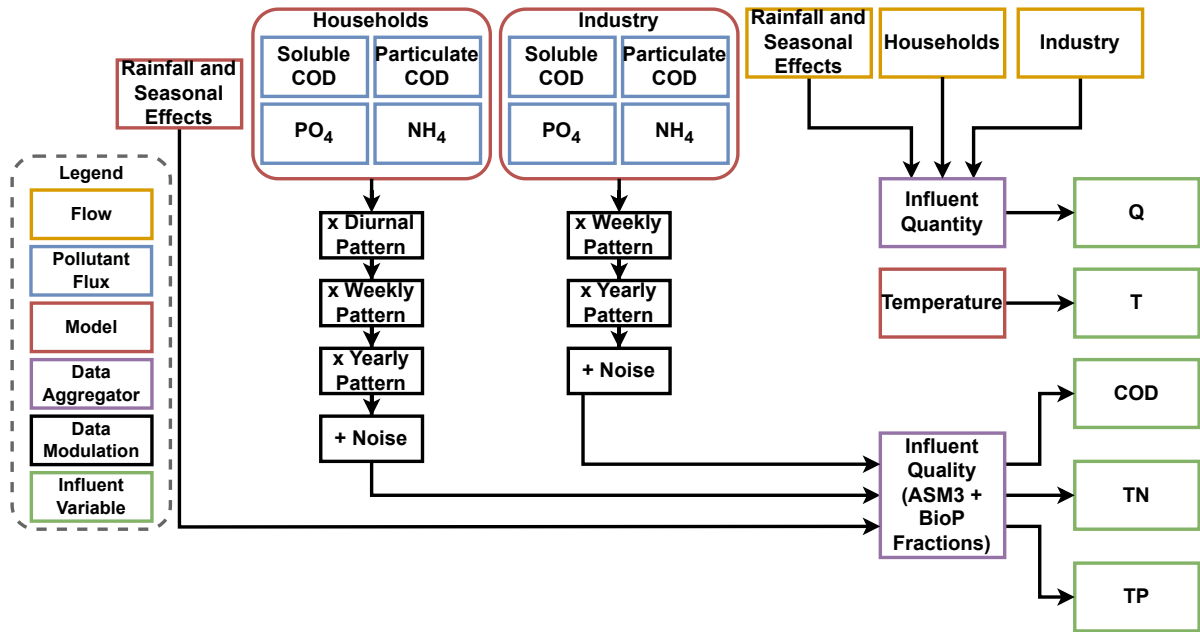 Rainfall and
Seasonal
Effects
Households
Soluble
COD
Particulate
COD
PO4
NH4
Industry
Soluble
COD
Particulate
COD
PO4
NH4
Rainfall and
Seasonal
Effects
Households
Industry
Legend
Flow
Pollutant
Flux
Model
Data
Aggregator
Data
Modulation
Influent
Variable
x Diurnal
Pattern
x Weekly
Pattern
x Yearly
Pattern
+ Noise
x Weekly
Pattern
x Yearly
Pattern
+ Noise
Influent
Quantity
Q
Temperature
T
Influent
Quality
(ASM3 +
BioP
Fractions)
COD
TN
TP